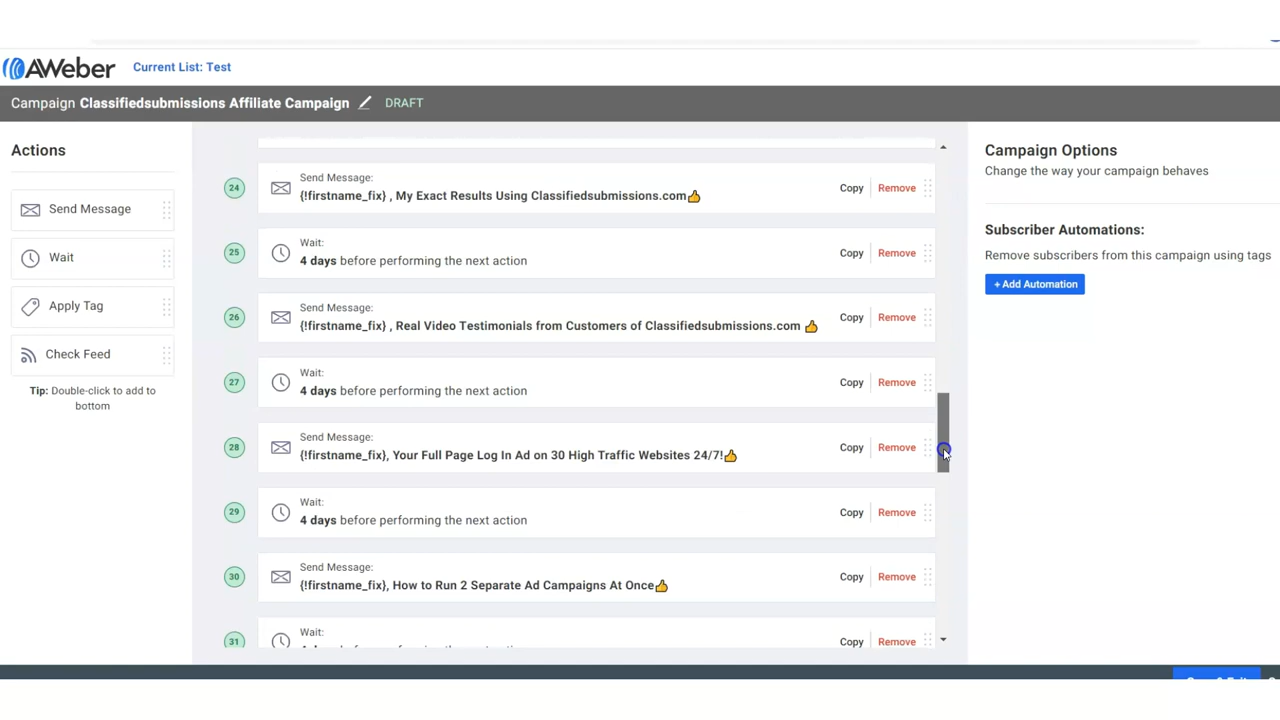 AWeber
Current List: Test
Campaign Classifiedsubmissions Affiliate Campaign DRAFT
Actions
Send Message
Wait
Apply Tag
Check Feed
Tip: Double-click to add to
bottom
24
Send Message:
{!firstname_fix} , My Exact Results Using Classifiedsubmissions.com👍
Copy
Remove
25
Wait:
4 days before performing the next action
Copy
Remove
26
Send Message:
{!firstname_fix} , Real Video Testimonials from Customers of Classifiedsubmissions.com 👍
Copy
Remove
27
Wait:
4 days before performing the next action
Copy
Remove
28
Send Message:
{!firstname_fix}, Your Full Page Log In Ad on 30 High Traffic Websites 24/7!👍
Copy
Remove
29
Wait:
4 days before performing the next action
Copy
Remove
30
Send Message:
{!firstname_fix}, How to Run 2 Separate Ad Campaigns At Once👍
Copy
Remove
31
Wait:
Copy
Remove
Campaign Options
Change the way your campaign behaves
Subscriber Automations:
Remove subscribers from this campaign using tags
+ Add Automation